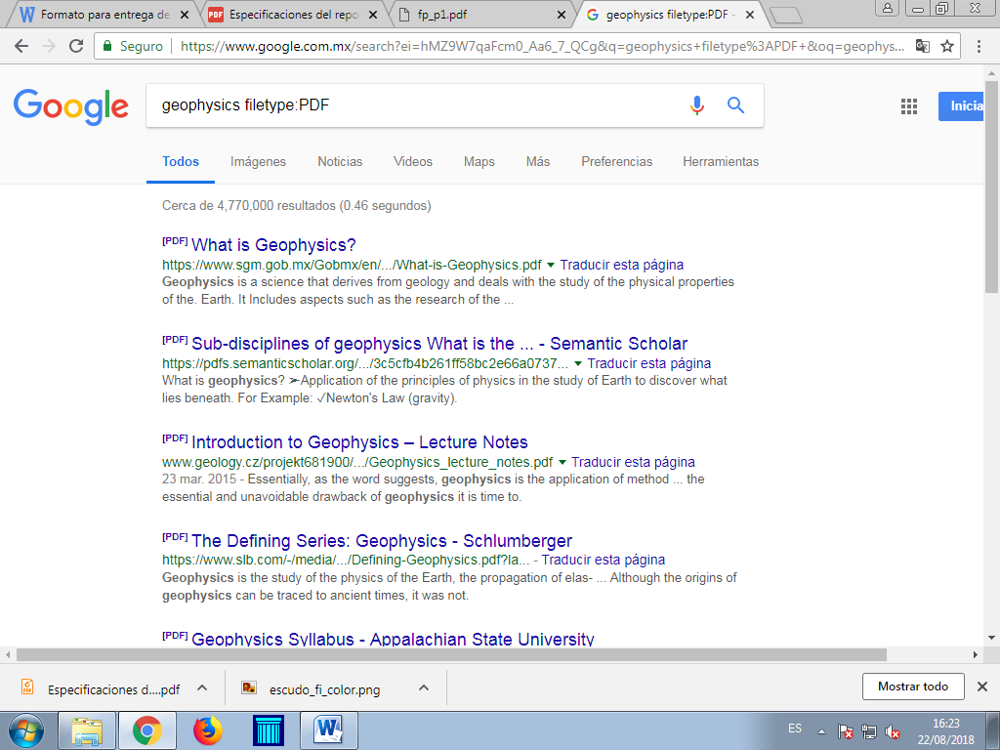 Formato para entrega de
Especificaciones del repo
fp_p1.pdf
geophysics filetype:PDF -
Seguro
https://www.google.com.mx/search?ei=hMZ9W7qaFcm0_Aa6_7_QCg&q=geophysics+filetype%3APDF+&oq=geophys...
Google
geophysics filetype:PDF
Inicia
Todos Imágenes Noticias Videos Maps Más Preferencias Herramientas
Cerca de 4,770,000 resultados (0.46 segundos)
[PDF] What is Geophysics?
https://www.sgm.gob.mx/Gobmx/en/.../What-is-Geophysics.pdf ▼ Traducir esta página
Geophysics is a science that derives from geology and deals with the study of the physical properties
of the. Earth. It Includes aspects such as the research of the ...
[PDF] Sub-disciplines of geophysics What is the ... - Semantic Scholar
https://pdfs.semanticscholar.org/.../3c5cfb4b261ff58bc2e66a0737... ▼ Traducir esta página
What is geophysics? ➢Application of the principles of physics in the study of Earth to discover what
lies beneath. For Example: ✓Newton's Law (gravity).
[PDF] Introduction to Geophysics – Lecture Notes
www.geology.cz/projekt681900/.../Geophysics_lecture_notes.pdf ▼ Traducir esta página
23 mar. 2015 - Essentially, as the word suggests, geophysics is the application of method ... the
essential and unavoidable drawback of geophysics it is time to.
[PDF] The Defining Series: Geophysics - Schlumberger
https://www.slb.com/-/media/.../Defining-Geophysics.pdf?la... - Traducir esta página
Geophysics is the study of the physics of the Earth, the propagation of elas- ... Although the origins of
geophysics can be traced to ancient times, it was not.
[PDF] Geophysics Syllabus - Appalachian State University
Especificaciones d....pdf
escudo_fi_color.png
Mostrar todo
ES
16:23
22/08/2018